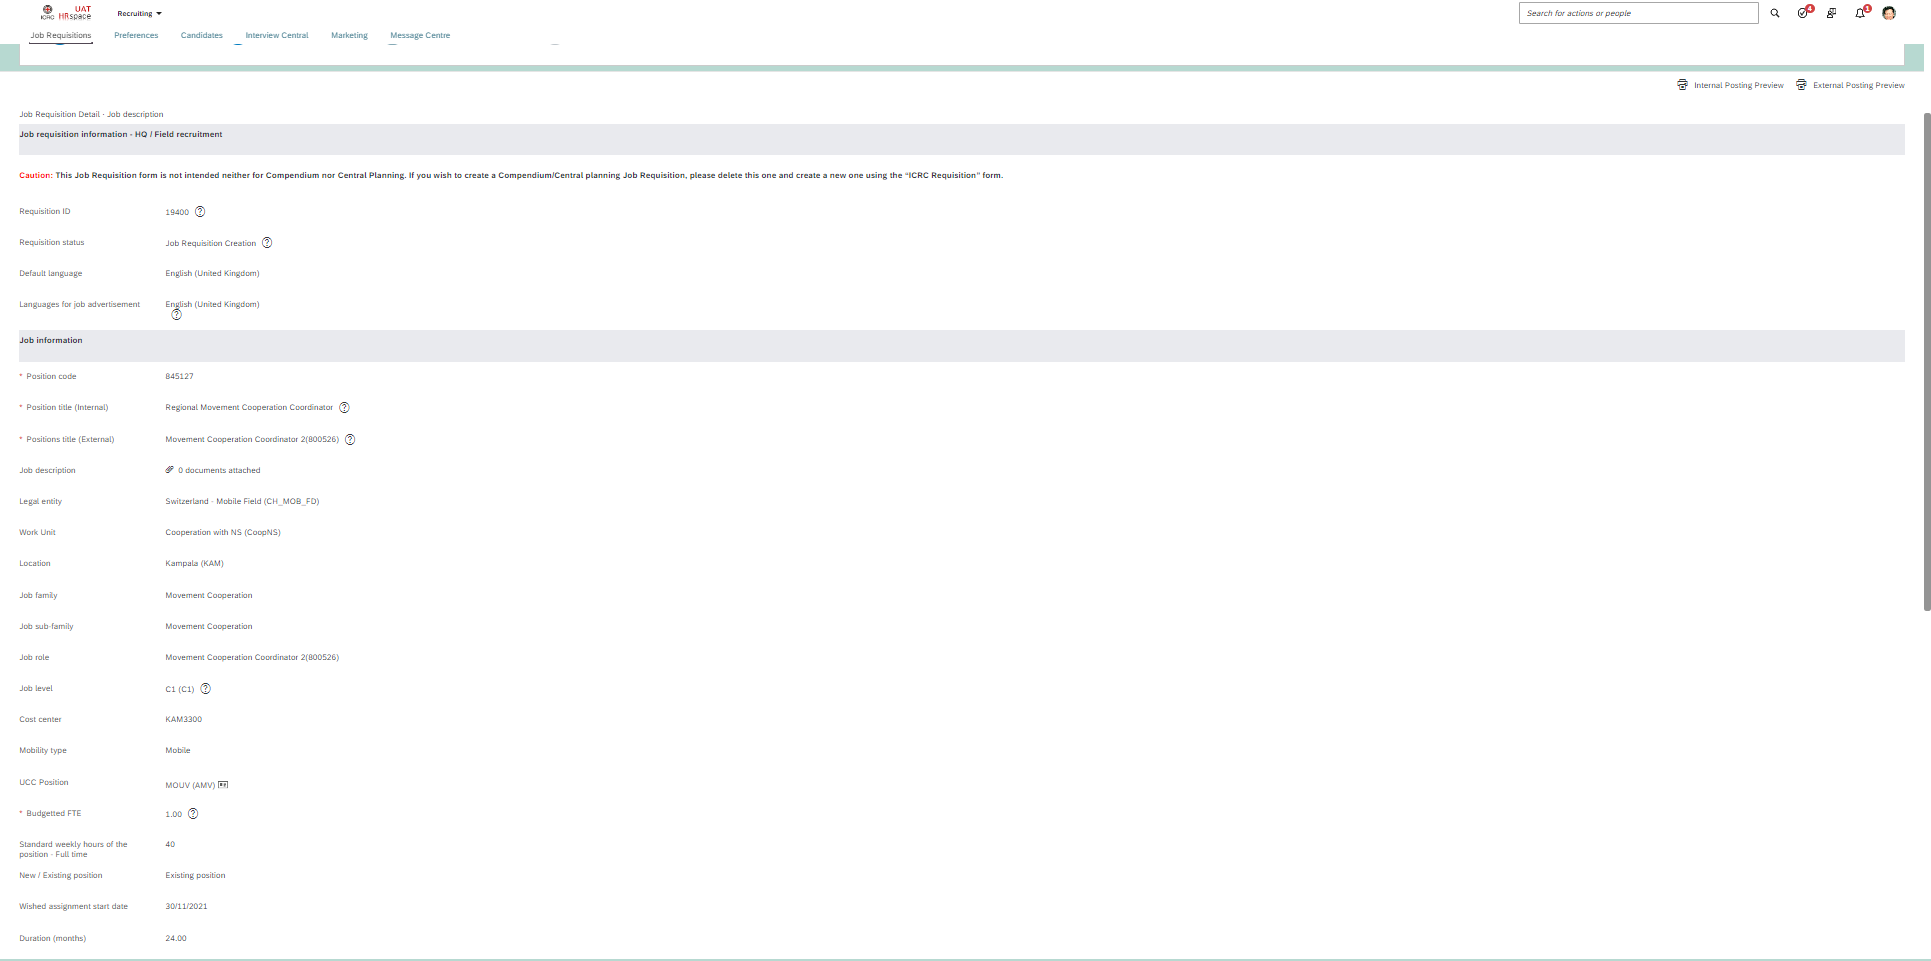 ICRC UAT HRspace
Recruiting
Search for actions or people
4
1
Job Requisitions Preferences Candidates Interview Central Marketing Message Centre
Internal Posting Preview External Posting Preview
Job Requisition Detail - Job description
Job requisition information - HQ / Field recruitment
Caution: This Job Requisition form is not intended neither for Compendium nor Central Planning. If you wish to create a Compendium/Central planning Job Requisition, please delete this one and create a new one using the “ICRC Requisition” form.
Requisition ID 19400 ?
Requisition status Job Requisition Creation ?
Default language English (United Kingdom)
Languages for job advertisement English (United Kingdom)
?
Job information
* Position code 845127
* Position title (Internal) Regional Movement Cooperation Coordinator ?
* Positions title (External) Movement Cooperation Coordinator 2(800526) ?
Job description 0 documents attached
Legal entity Switzerland - Mobile Field (CH_MOB_FD)
Work Unit Cooperation with NS (CoopNS)
Location Kampala (KAM)
Job family Movement Cooperation
Job sub-family Movement Cooperation
Job role Movement Cooperation Coordinator 2(800526)
Job level C1 (C1) ?
Cost center KAM3300
Mobility type Mobile
UCC Position MOUV (AMV)
* Budgetted FTE 1.00 ?
Standard weekly hours of the 40
position - Full time
New / Existing position Existing position
Wished assignment start date 30/11/2021
Duration (months) 24.00